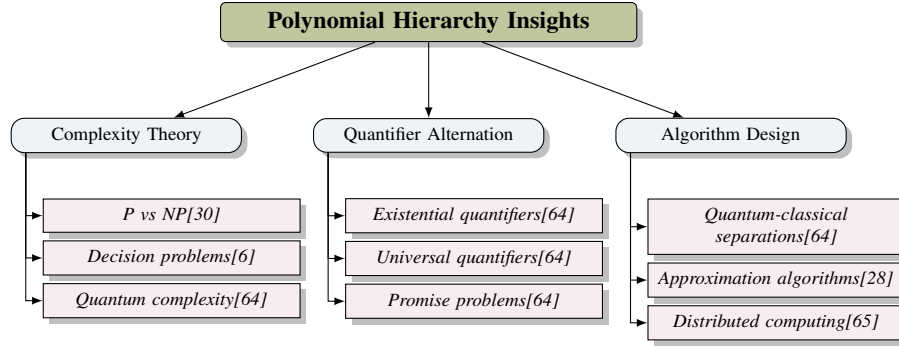 Polynomial Hierarchy Insights
Complexity Theory
Quantifier Alternation
Algorithm Design
P vs NP[30]
Decision problems[6]
Quantum complexity[64]
Existential quantifiers[64]
Universal quantifiers[64]
Promise problems[64]
Quantum-classical
separations[64]
Approximation algorithms[28]
Distributed computing[65]